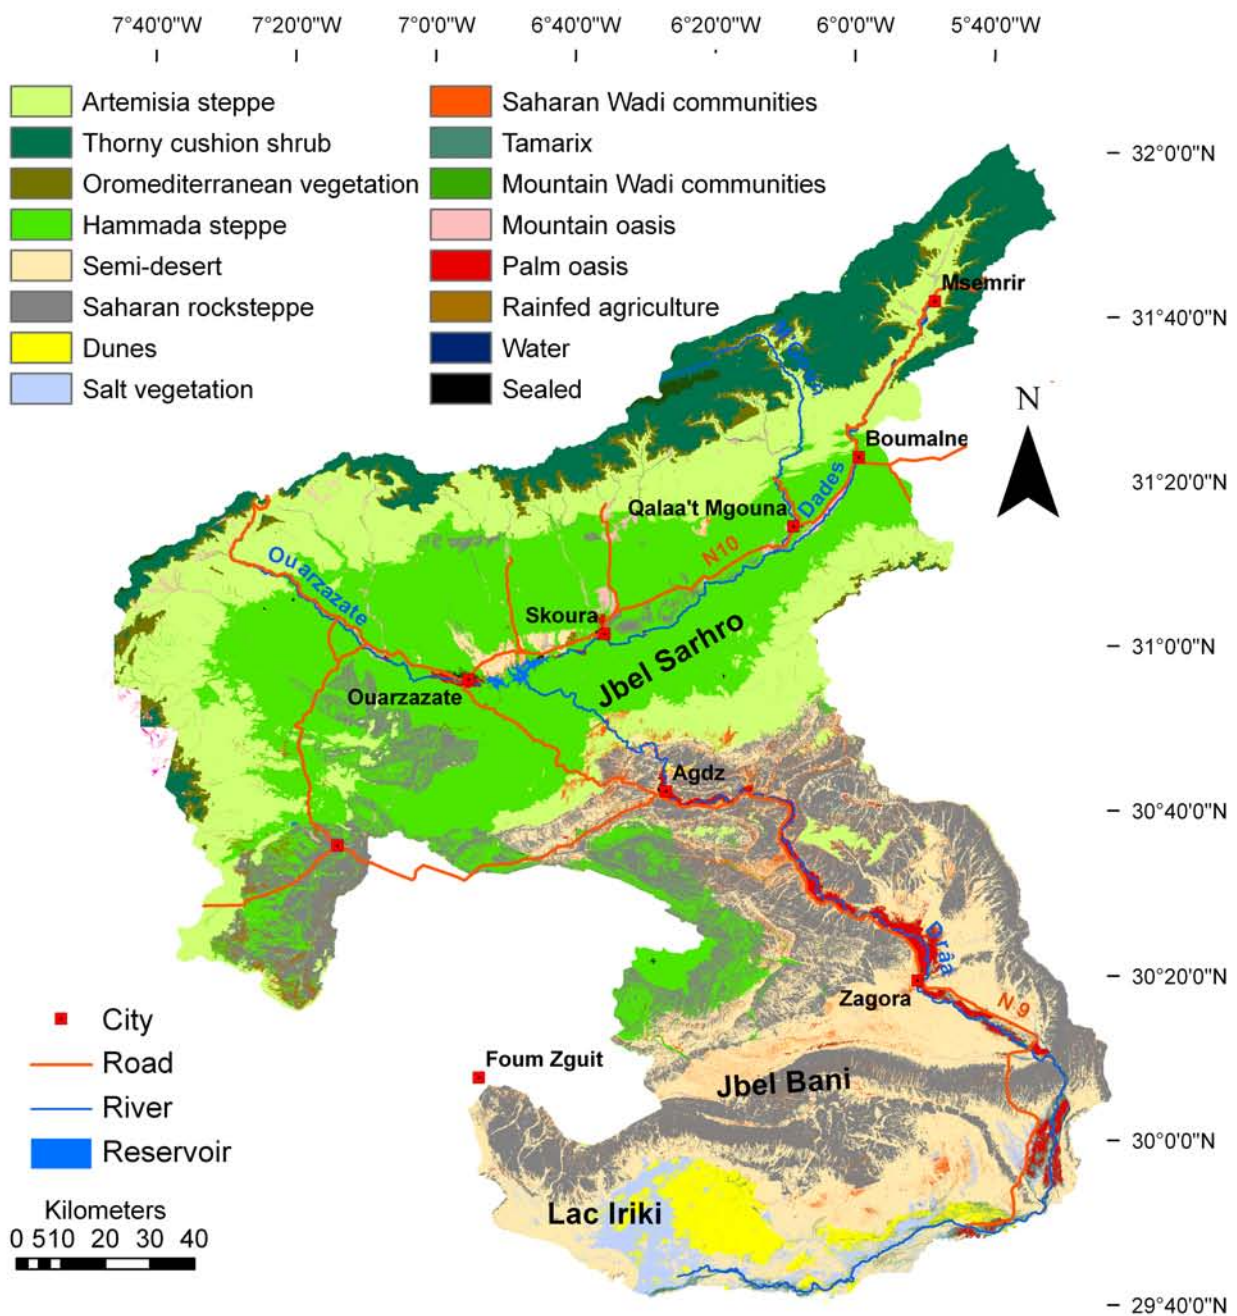 7°40'0"W 7°20'0"W 7°0'0"W 6°40'0"W 6°20'0"W 6°0'0"W 5°40'0"W
Artemisia steppe
Thorny cushion shrub
Oromediterranean vegetation
Hammada steppe
Semi-desert
Saharan rocksteppe
Dunes
Salt vegetation
Saharan Wadi communities
Tamarix
Mountain Wadi communities
Mountain oasis
Palm oasis
Rainfed agriculture
Water
Sealed
32°0'0"N
31°40'0"N
31°20'0"N
31°0'0"N
30°40'0"N
30°20'0"N
30°0'0"N
29°40'0"N
N
Msemrir
Boumalne
Dades
Qalaa't Mgouna
N10
Ouarzazate
Skoura
Jbel Sarhro
Ouarzazate
Agdz
Drâa
Zagora
N 9
Foum Zguit
Jbel Bani
Lac Iriki
City
Road
River
Reservoir
Kilometers
0 5 10 20 30 40